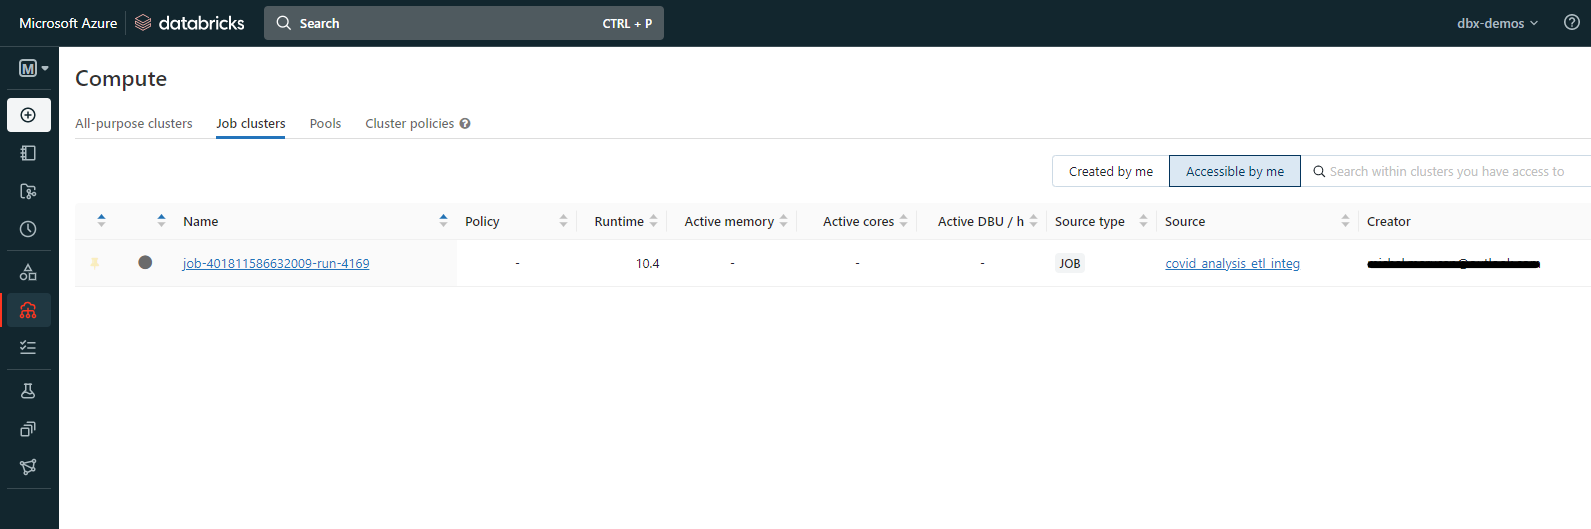 Microsoft Azure databricks Search CTRL + P dbx-demos
M
Compute
All-purpose clusters Job clusters Pools Cluster policies
Created by me Accessible by me Search within clusters you have access to
Name Policy Runtime Active memory Active cores Active DBU / h Source type Source Creator
job-401811586632009-run-4169 - 10.4 - - - JOB covid_analysis_etl_integ